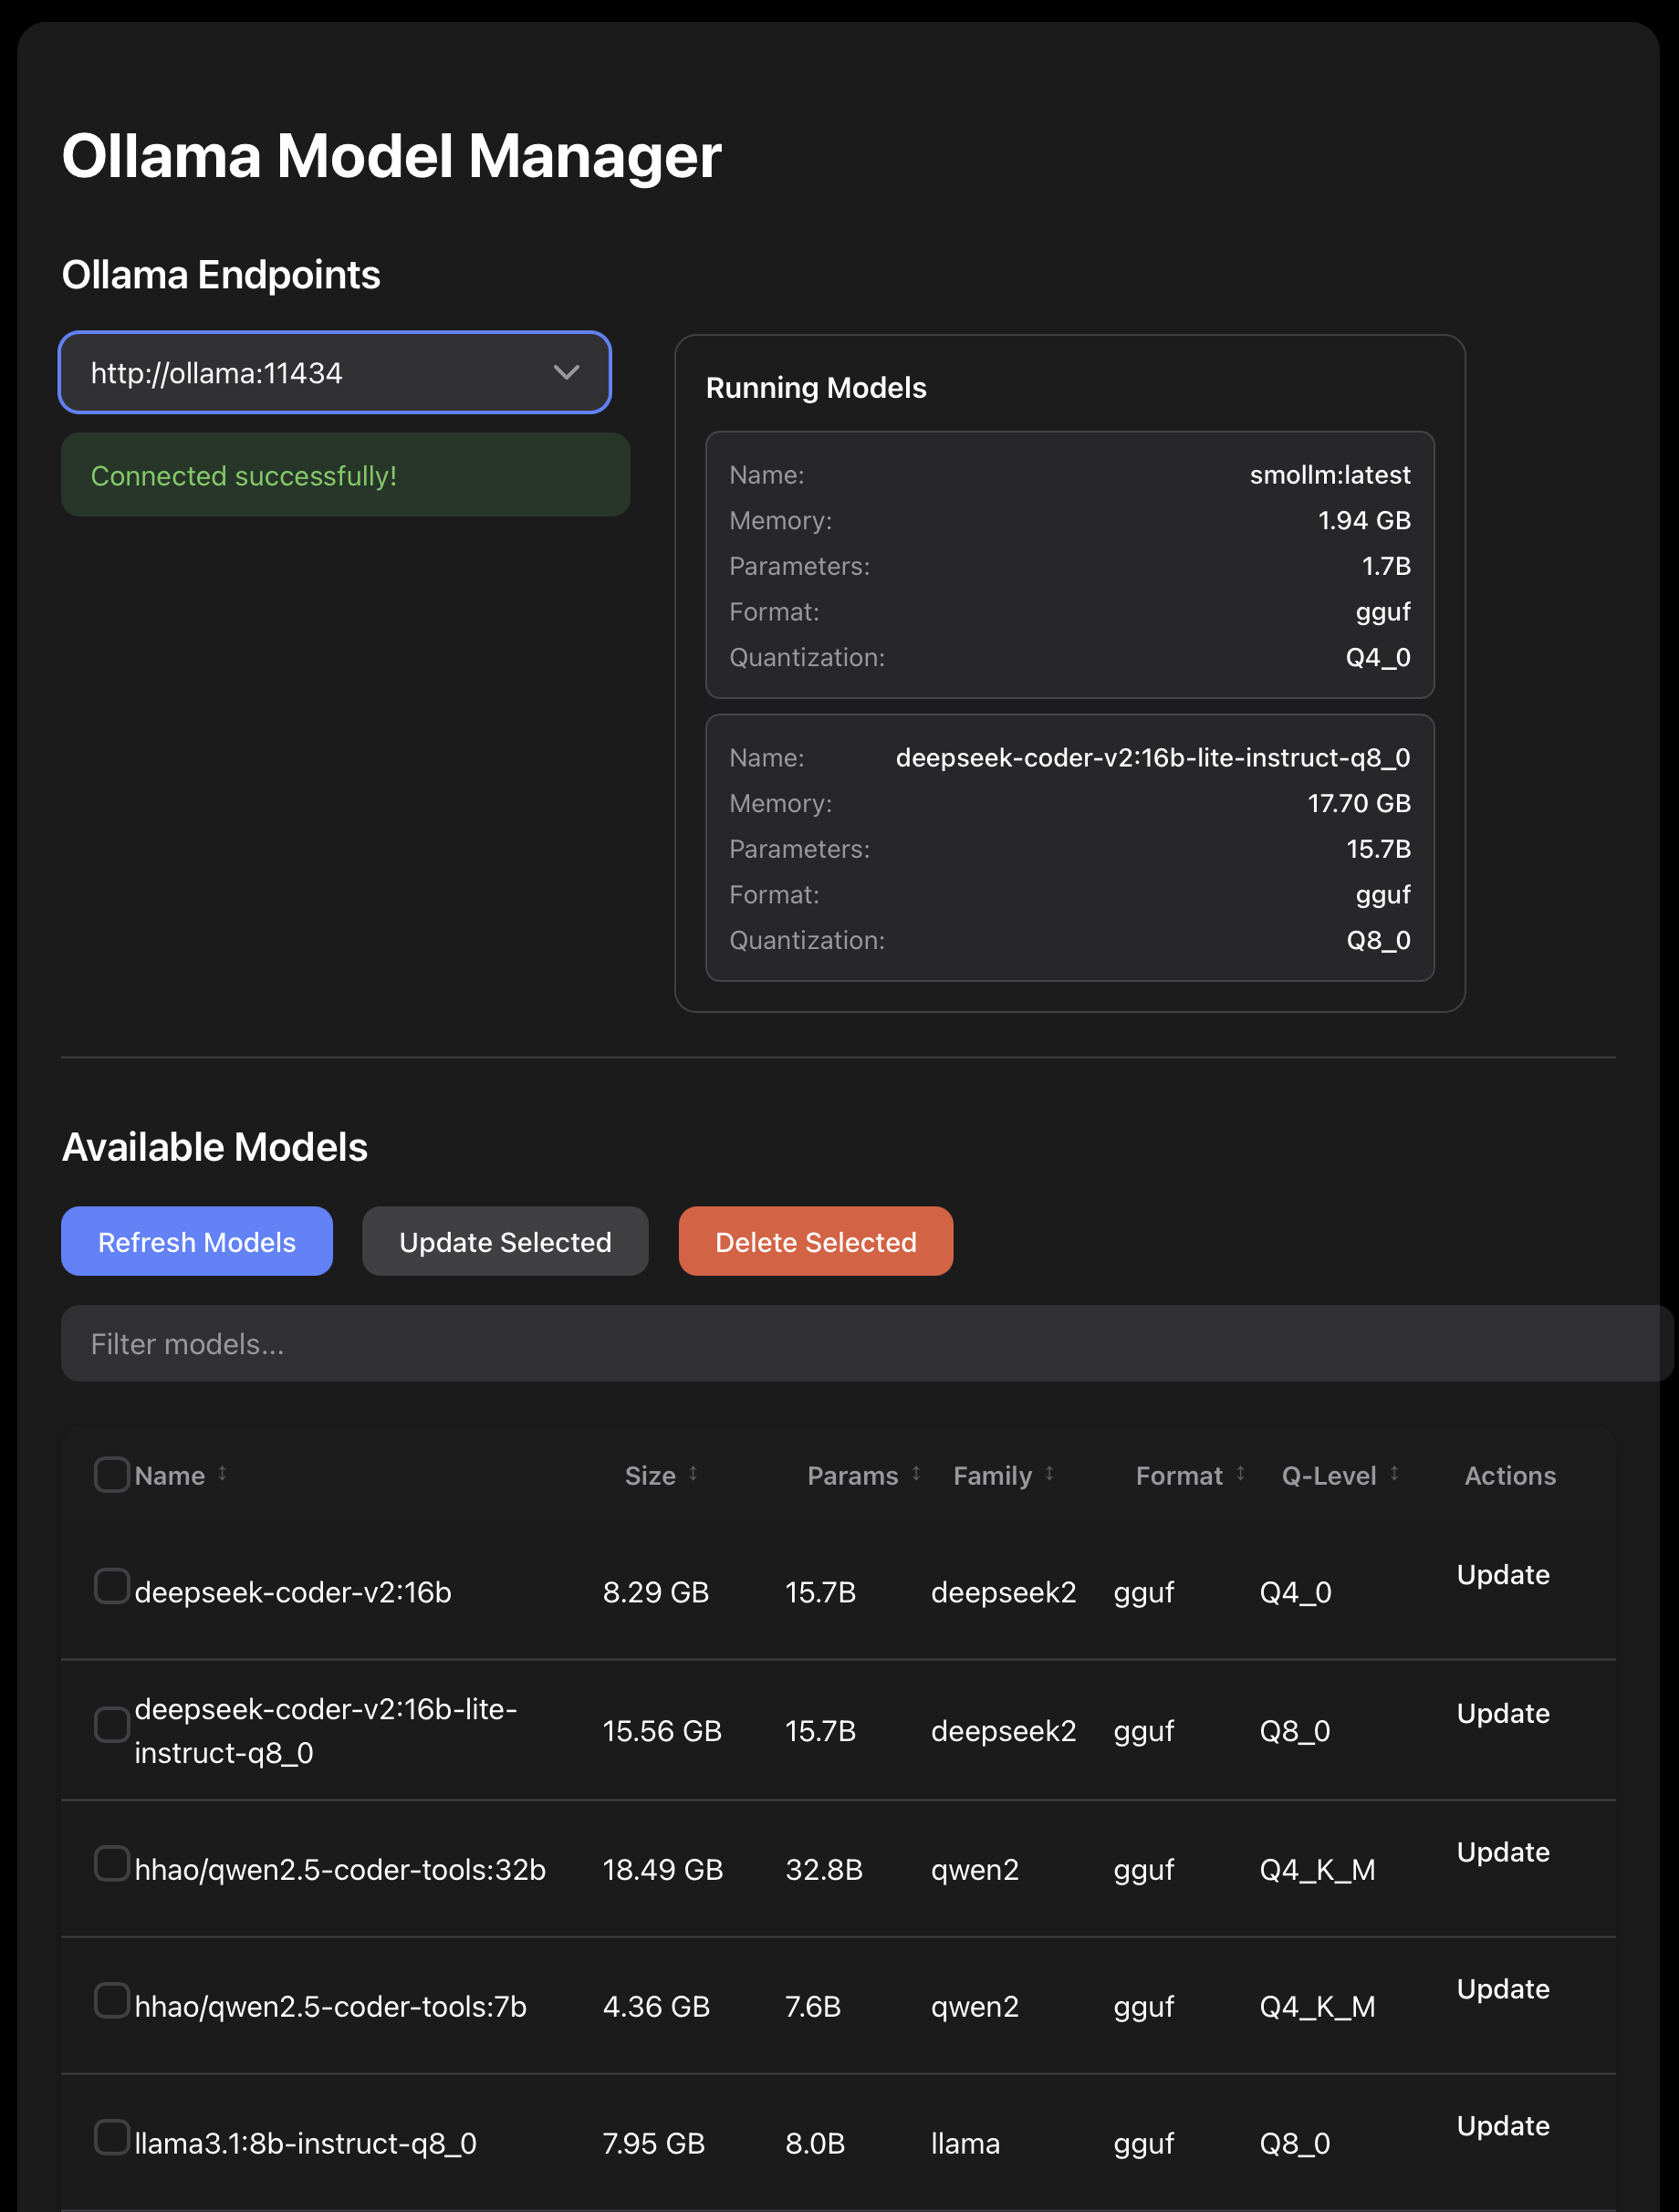 Ollama Model Manager
Ollama Endpoints
http://ollama:11434
Connected successfully!
Running Models
Name: smollm:latest
Memory: 1.94 GB
Parameters: 1.7B
Format: gguf
Quantization: Q4_0
Name: deepseek-coder-v2:16b-lite-instruct-q8_0
Memory: 17.70 GB
Parameters: 15.7B
Format: gguf
Quantization: Q8_0
Available Models
Refresh Models Update Selected Delete Selected
Filter models...
Name ↕ Size ↕ Params ↕ Family ↕ Format ↕ Q-Level ↕ Actions
deepseek-coder-v2:16b 8.29 GB 15.7B deepseek2 gguf Q4_0 Update
deepseek-coder-v2:16b-lite-
instruct-q8_0 15.56 GB 15.7B deepseek2 gguf Q8_0 Update
hhao/qwen2.5-coder-tools:32b 18.49 GB 32.8B qwen2 gguf Q4_K_M Update
hhao/qwen2.5-coder-tools:7b 4.36 GB 7.6B qwen2 gguf Q4_K_M Update
llama3.1:8b-instruct-q8_0 7.95 GB 8.0B llama gguf Q8_0 Update